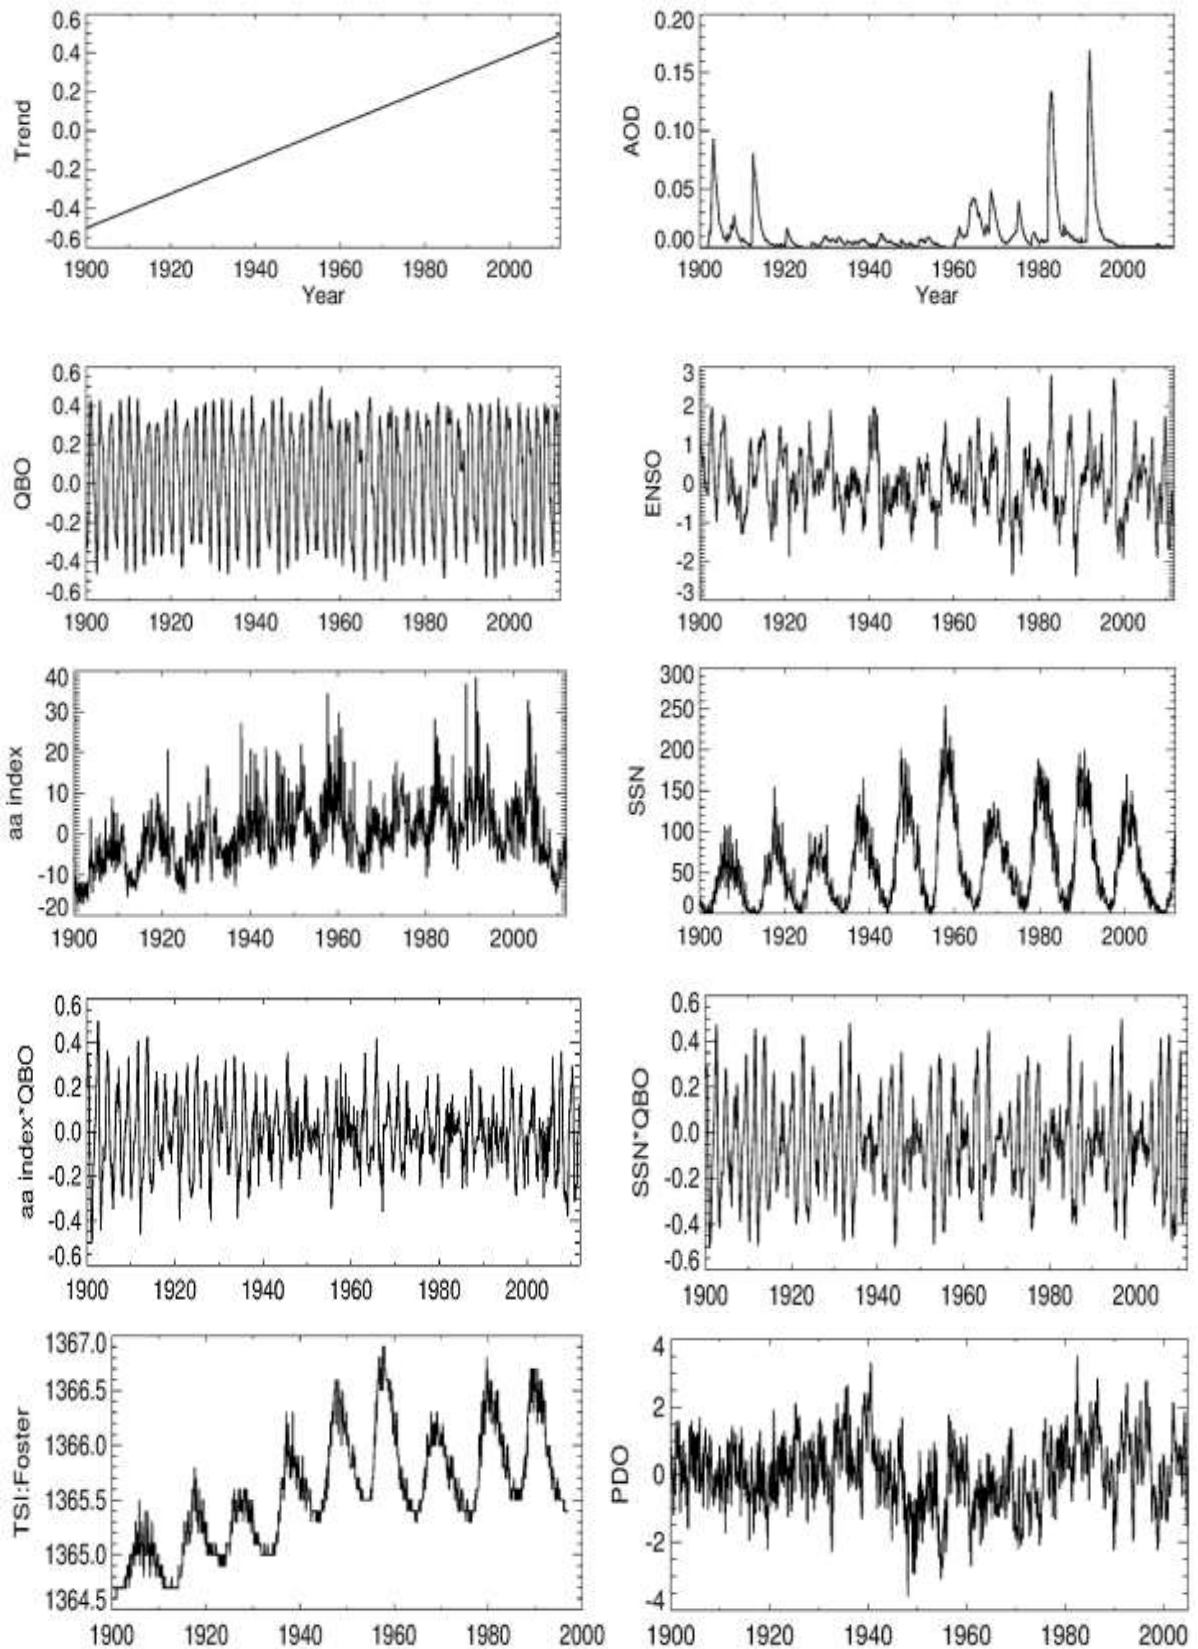 0.6
0.4
0.2
0.0
-0.2
-0.4
-0.6
Trend
1900 1920 1940 1960 1980 2000
Year
0.20
0.15
0.10
0.05
0.00
AOD
1900 1920 1940 1960 1980 2000
Year
0.6
0.4
0.2
0.0
-0.2
-0.4
-0.6
QBO
1900 1920 1940 1960 1980 2000
3
2
1
0
-1
-2
-3
ENSO
1900 1920 1940 1960 1980 2000
40
30
20
10
0
-10
-20
aa index
1900 1920 1940 1960 1980 2000
300
250
200
150
100
50
0
SSN
1900 1920 1940 1960 1980 2000
0.6
0.4
0.2
0.0
-0.2
-0.4
-0.6
aa index*QBO
1900 1920 1940 1960 1980 2000
0.6
0.4
0.2
0.0
-0.2
-0.4
-0.6
SSN*QBO
1900 1920 1940 1960 1980 2000
1367.0
1366.5
1366.0
1365.5
1365.0
1364.5
TSI:Foster
1900 1920 1940 1960 1980 2000
4
2
0
-2
-4
PDO
1900 1920 1940 1960 1980 2000